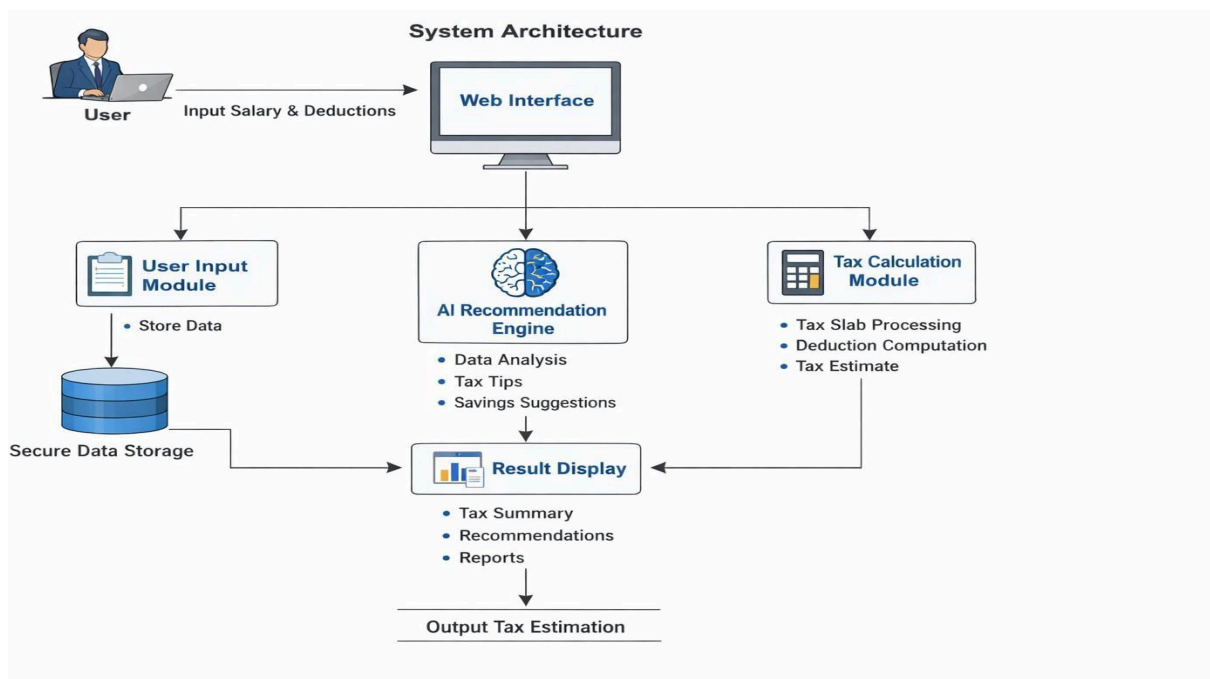 System Architecture
User
Input Salary & Deductions
Web Interface
User Input
Module
• Store Data
Secure Data Storage
AI Recommendation
Engine
• Data Analysis
• Tax Tips
• Savings Suggestions
Tax Calculation
Module
• Tax Slab Processing
• Deduction Computation
• Tax Estimate
Result Display
• Tax Summary
• Recommendations
• Reports
Output Tax Estimation